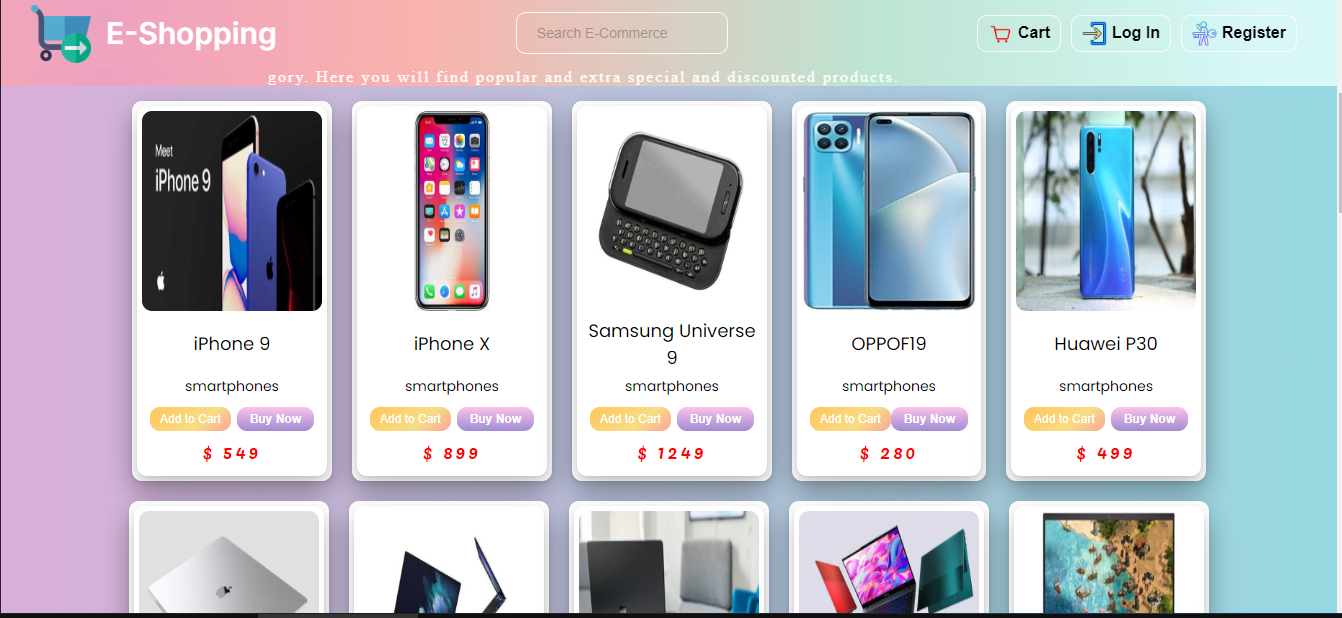 E-Shopping
Search E-Commerce
Cart
Log In
Register
gory. Here you will find popular and extra special and discounted products.
Meet
iPhone 9
iPhone 9
smartphones
Add to Cart
Buy Now
$ 549
iPhone X
smartphones
Add to Cart
Buy Now
$ 899
Samsung Universe
9
smartphones
Add to Cart
Buy Now
$ 1249
OPPOF19
smartphones
Add to Cart
Buy Now
$ 280
Huawei P30
smartphones
Add to Cart
Buy Now
$ 499